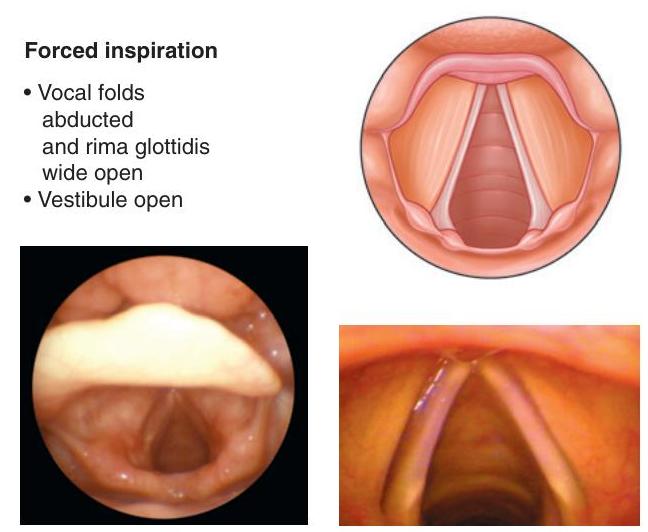 Forced inspiration
• Vocal folds
abducted
and rima glottidis
wide open
• Vestibule open